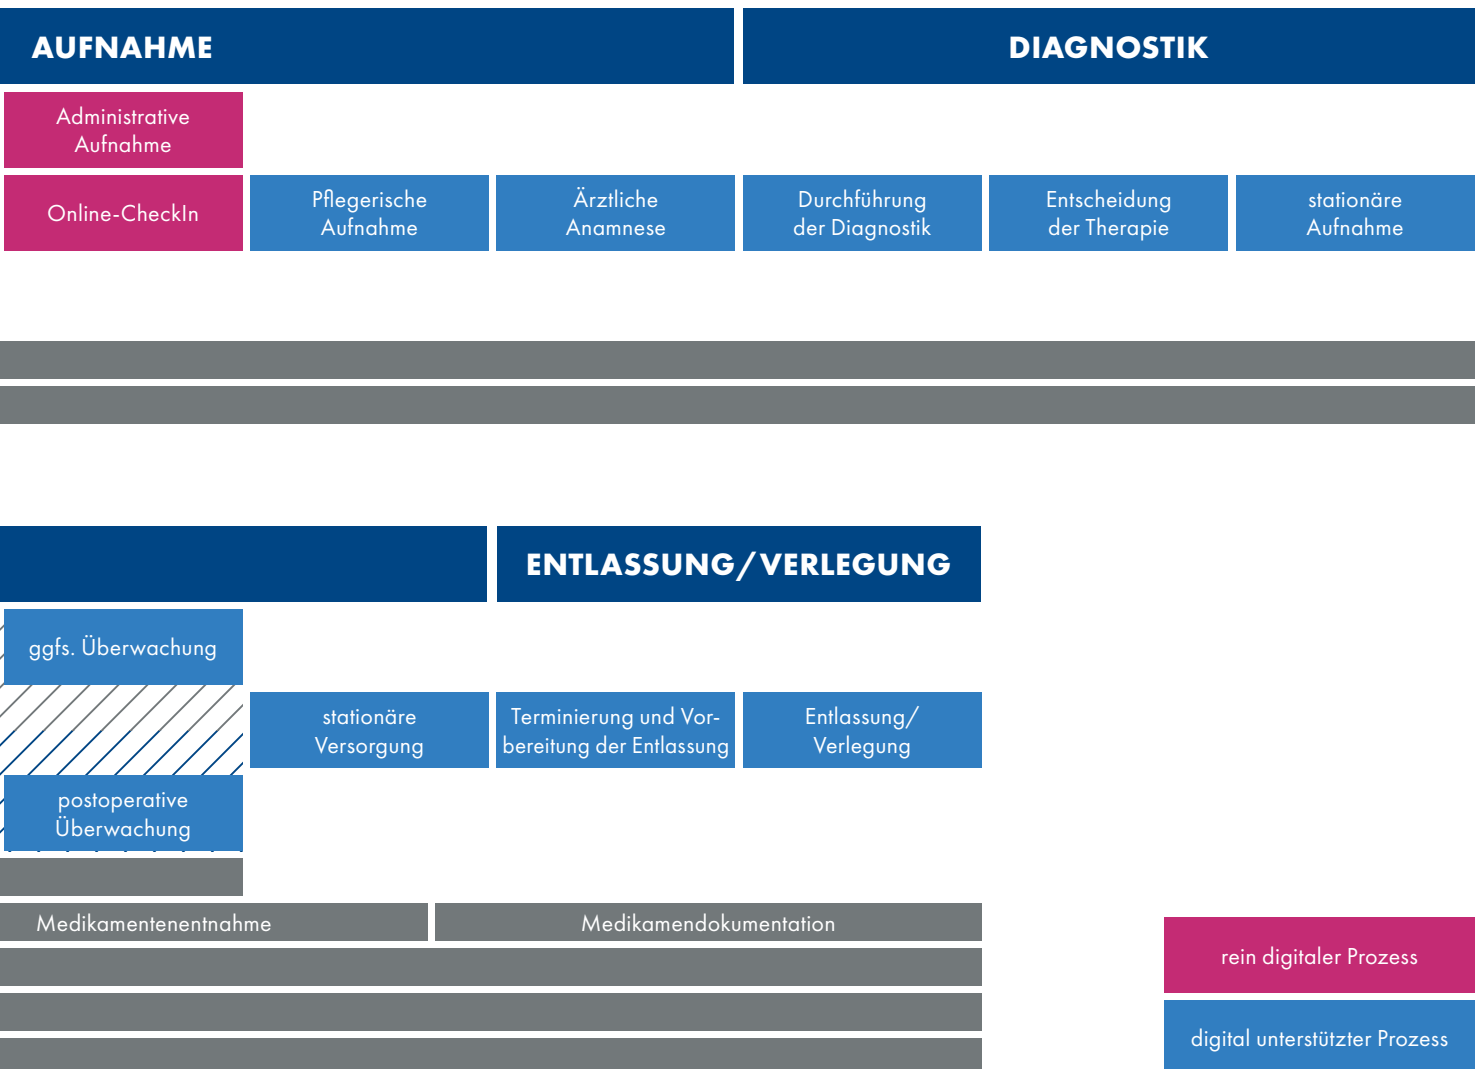 AUFNAHME
DIAGNOSTIK
Administrative
Aufnahme
Online-CheckIn
Pflegerische
Aufnahme
Ärztliche
Anamnese
Durchführung
der Diagnostik
Entscheidung
der Therapie
stationäre
Aufnahme
ENTLASSUNG/VERLEGUNG
ggfs. Überwachung
stationäre
Versorgung
Terminierung und Vor-
bereitung der Entlassung
Entlassung/
Verlegung
postoperative
Überwachung
Medikamentenentnahme
Medikamendokumentation
rein digitaler Prozess
digital unterstützter Prozess